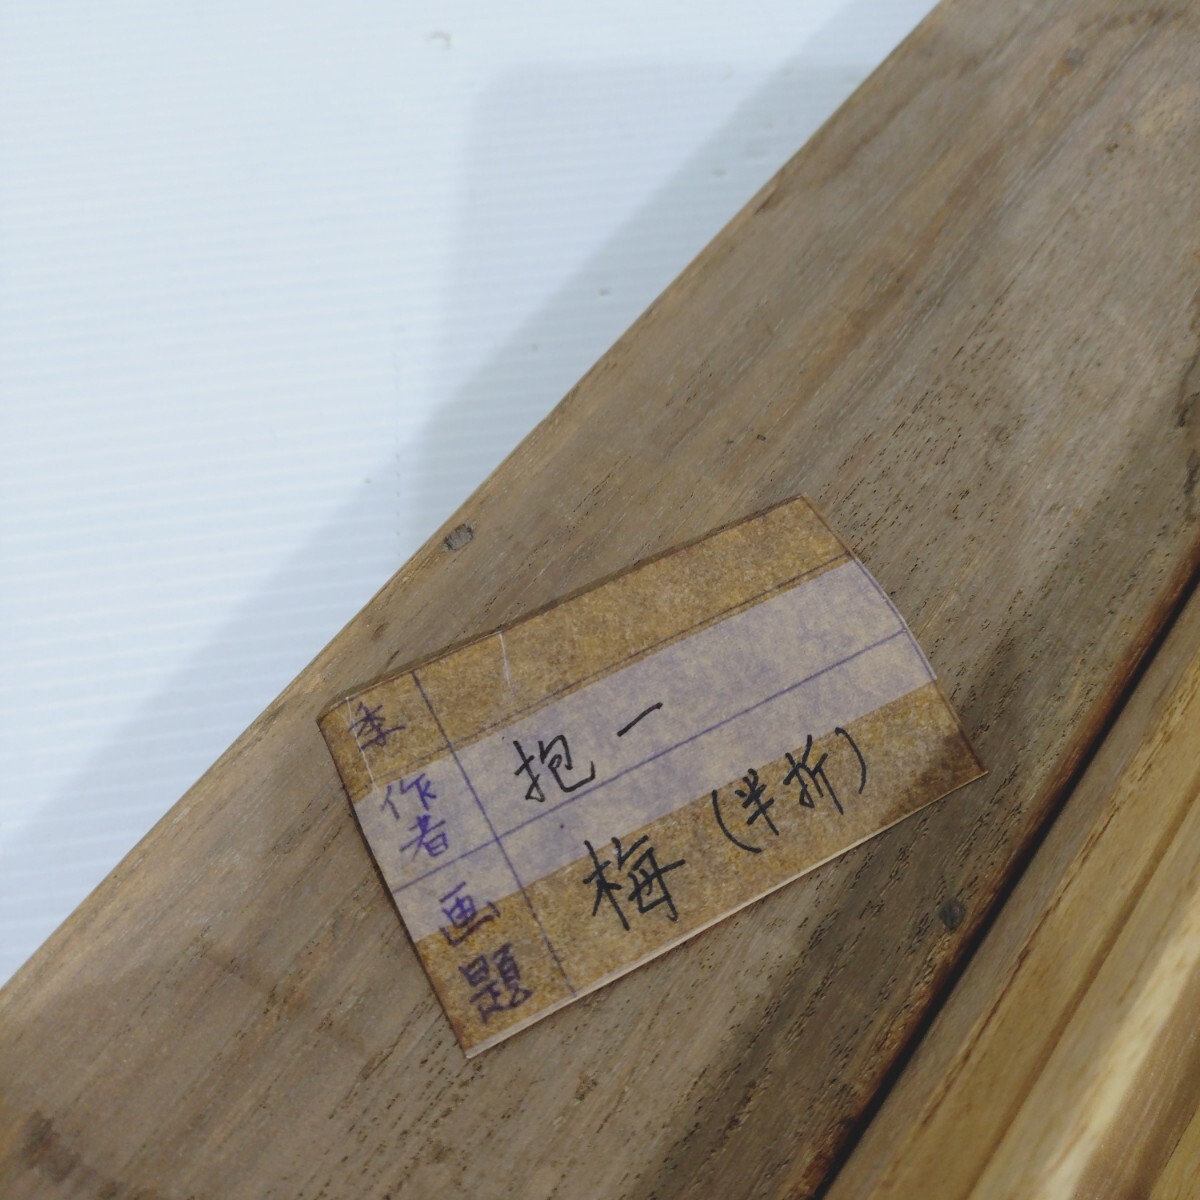 季
作者 抱一
画題 梅(半折)